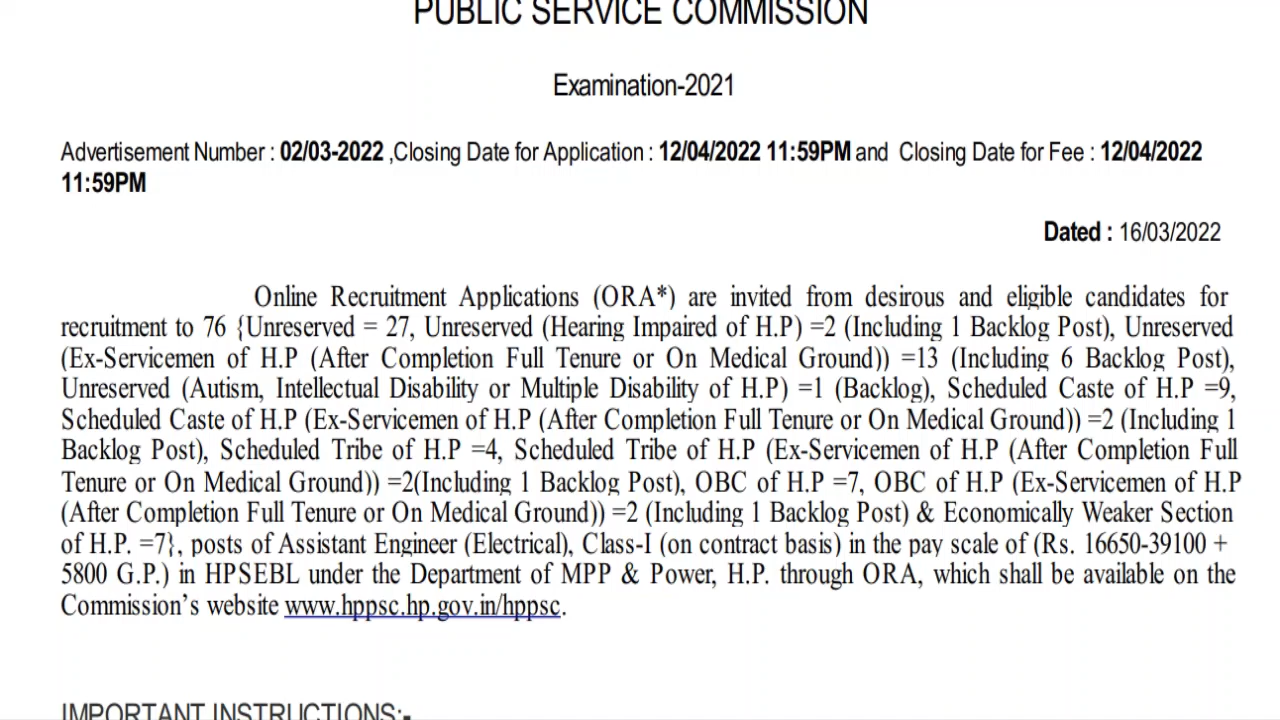 PUBLIC SERVICE COMMISSION
Examination-2021
Advertisement Number : 02/03-2022 ,Closing Date for Application : 12/04/2022 11:59PM and Closing Date for Fee : 12/04/2022
11:59PM
Dated : 16/03/2022
Online Recruitment Applications (ORA*) are invited from desirous and eligible candidates for
recruitment to 76 {Unreserved = 27, Unreserved (Hearing Impaired of H.P) =2 (Including 1 Backlog Post), Unreserved
(Ex-Servicemen of H.P (After Completion Full Tenure or On Medical Ground)) =13 (Including 6 Backlog Post),
Unreserved (Autism, Intellectual Disability or Multiple Disability of H.P) =1 (Backlog), Scheduled Caste of H.P =9,
Scheduled Caste of H.P (Ex-Servicemen of H.P (After Completion Full Tenure or On Medical Ground)) =2 (Including 1
Backlog Post), Scheduled Tribe of H.P =4, Scheduled Tribe of H.P (Ex-Servicemen of H.P (After Completion Full
Tenure or On Medical Ground)) =2(Including 1 Backlog Post), OBC of H.P =7, OBC of H.P (Ex-Servicemen of H.P
(After Completion Full Tenure or On Medical Ground)) =2 (Including 1 Backlog Post) & Economically Weaker Section
of H.P. =7}, posts of Assistant Engineer (Electrical), Class-I (on contract basis) in the pay scale of (Rs. 16650-39100 +
5800 G.P.) in HPSEBL under the Department of MPP & Power, H.P. through ORA, which shall be available on the
Commission's website www.hppsc.hp.gov.in/hppsc.
IMPORTANT INSTRUCTIONS:-